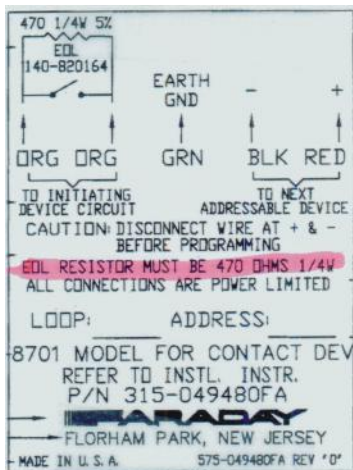 470 1/4W 5%
EOL
140-820164
EARTH
GND
- +
ORG ORG GRN BLK RED
TO INITIATING
DEVICE CIRCUIT
TO NEXT
ADDRESSABLE DEVICE
CAUTION: DISCONNECT WIRE AT + & -
BEFORE PROGRAMMING
EOL RESISTOR MUST BE 470 OHMS 1/4W
ALL CONNECTIONS ARE POWER LIMITED
LOOP: ADDRESS:
8701 MODEL FOR CONTACT DEV
REFER TO INSTL. INSTR.
P/N 315-049480FA
FARADAY
FLORHAM PARK, NEW JERSEY
MADE IN U.S.A. 575-049480FA REV "0"